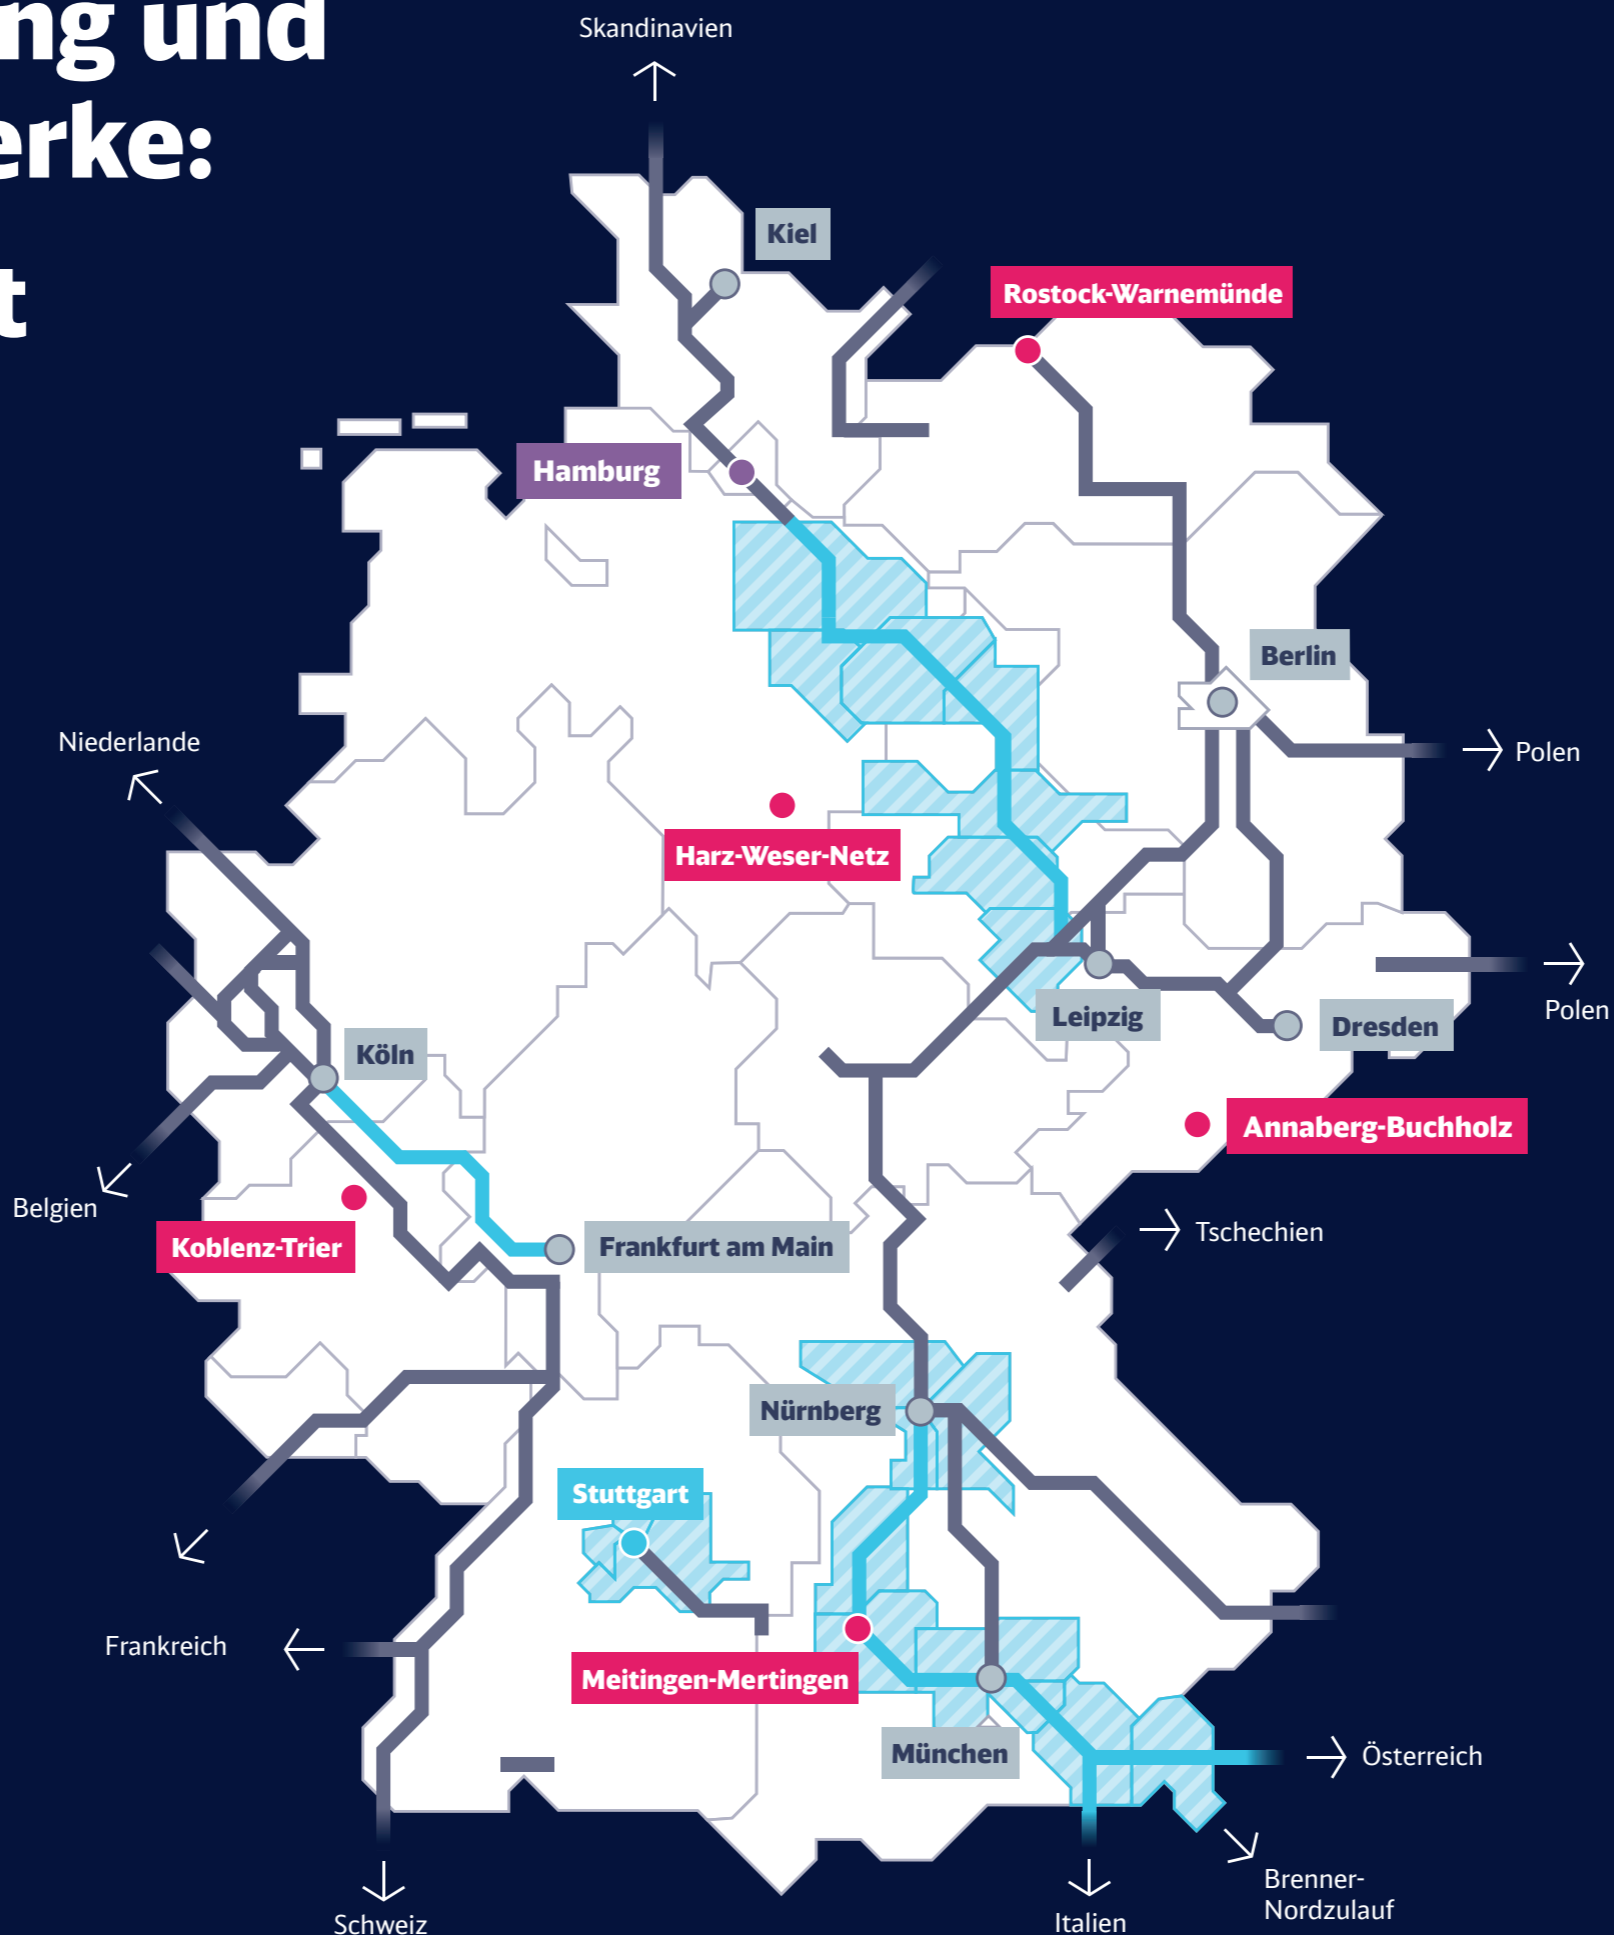 ng und
erke:
t
Skandinavien
Kiel
Rostock-Warnemünde
Hamburg
Berlin
Niederlande
Polen
Harz-Weser-Netz
Polen
Leipzig
Dresden
Köln
Annaberg-Buchholz
Belgien
Koblenz-Trier
Frankfurt am Main
Tschechien
Nürnberg
Stuttgart
Frankreich
Meitingen-Mertingen
München
Österreich
Brenner-
Nordzulauf
Schweiz
Italien